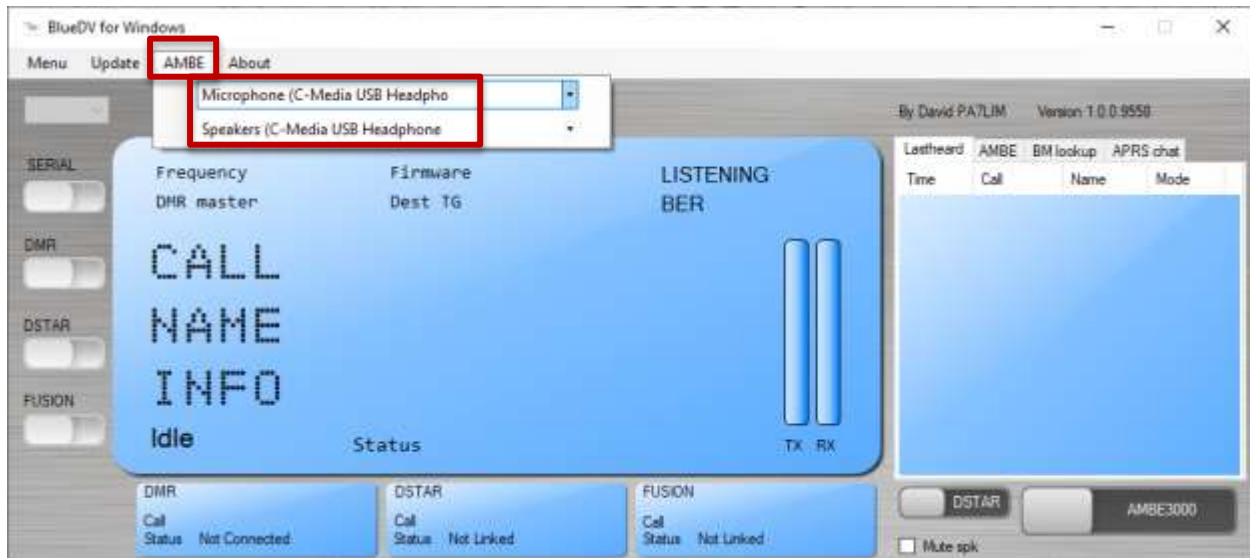 BlueDV for Windows
Menu Update AMBE About
Microphone (C-Media USB Headpho
Speakers (C-Media USB Headphone
By David PA7LIM Version 1.0.0.9558
SERIAL
DMR
DSTAR
FUSION
Frequency Firmware LISTENING
DMR master Dest TG BER
CALL
NAME
INFO
Idle Status
TX RX
Lastheard AMBE BM lookup APRS chat
Time Call Name Mode
DMR
Call
Status Not Connected
DSTAR
Call
Status Not Linked
FUSION
Call
Status Not Linked
DSTAR
AMBE3000
Mute spk